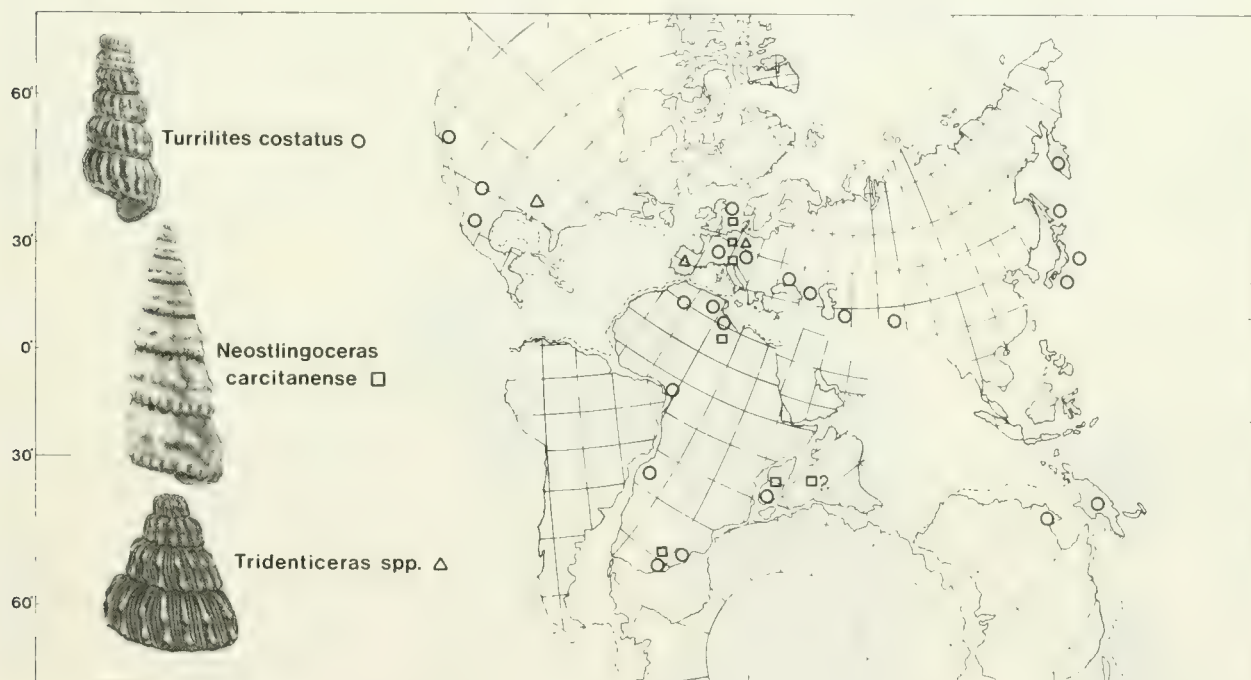 60°
Turrilites costatus ○
30°
0°
Neostlingoceras
carcitanense □
30°
?
Tridenticeras spp. △
60°